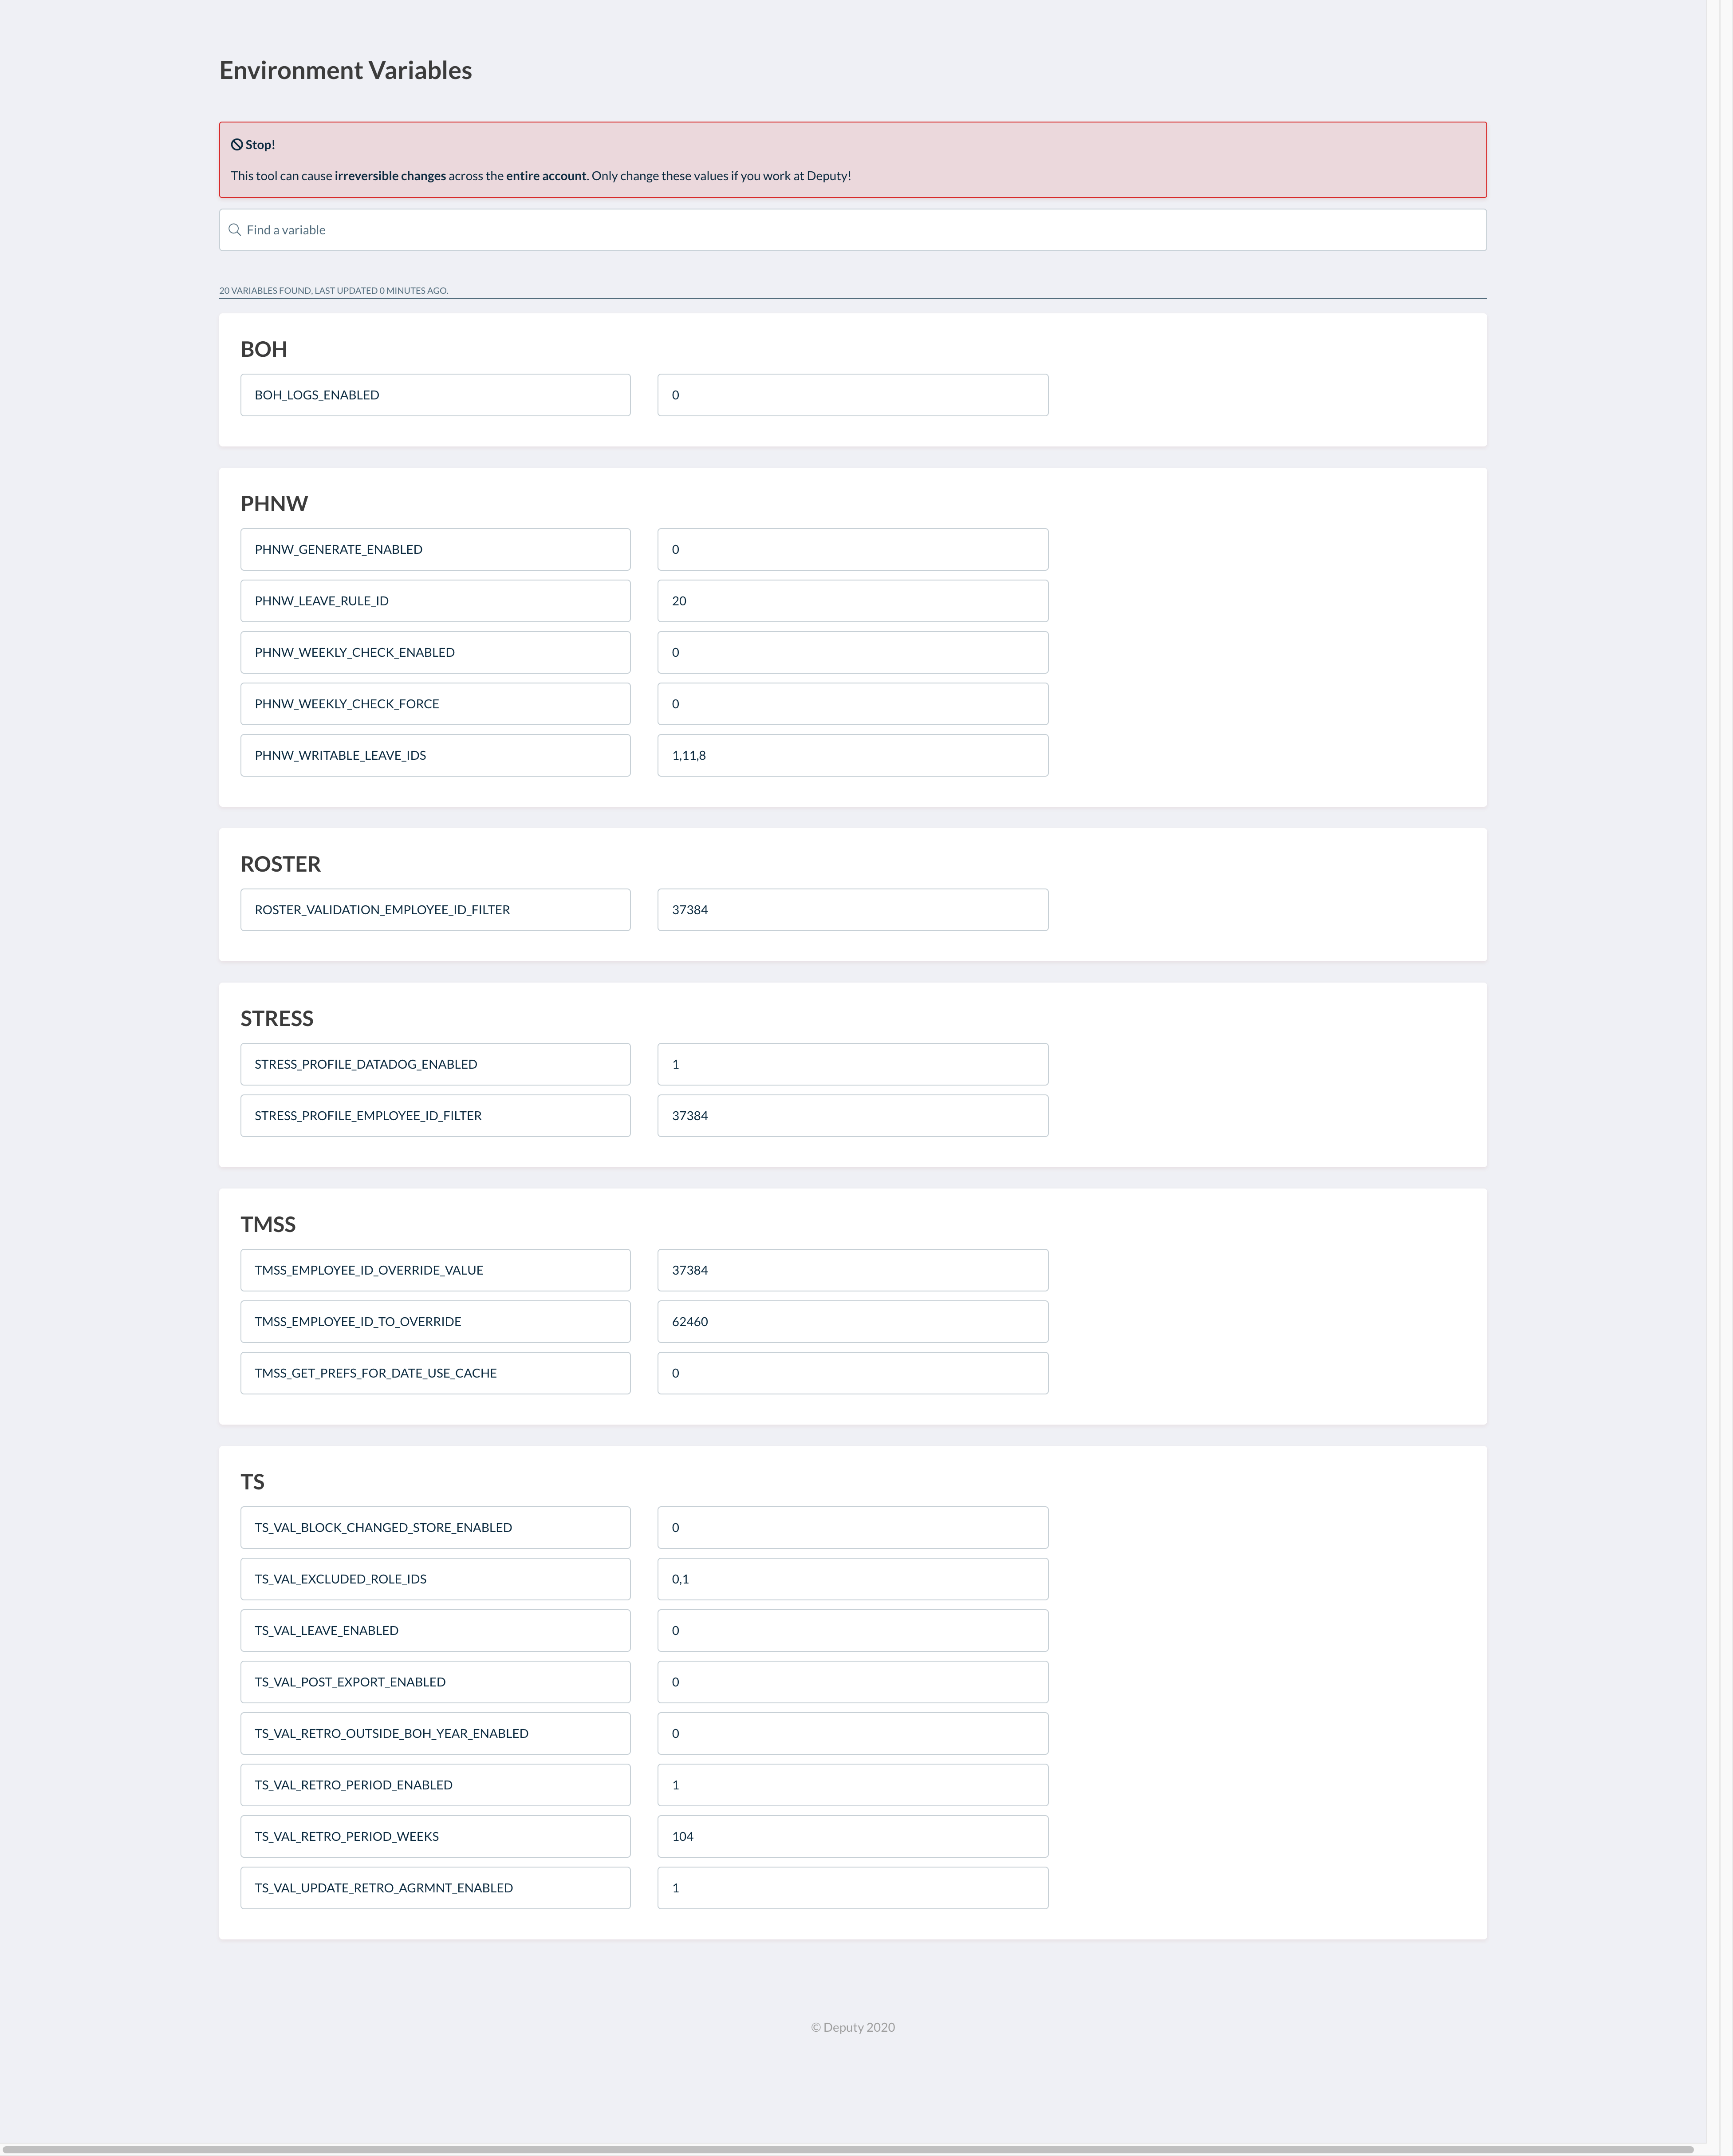 Environment Variables
Stop!
This tool can cause irreversible changes across the entire account. Only change these values if you work at Deputy!
Find a variable
20 VARIABLES FOUND, LAST UPDATED 0 MINUTES AGO.
BOH
BOH_LOGS_ENABLED 0
PHNW
PHNW_GENERATE_ENABLED 0
PHNW_LEAVE_RULE_ID 20
PHNW_WEEKLY_CHECK_ENABLED 0
PHNW_WEEKLY_CHECK_FORCE 0
PHNW_WRITABLE_LEAVE_IDS 1,11,8
ROSTER
ROSTER_VALIDATION_EMPLOYEE_ID_FILTER 37384
STRESS
STRESS_PROFILE_DATADOG_ENABLED 1
STRESS_PROFILE_EMPLOYEE_ID_FILTER 37384
TMSS
TMSS_EMPLOYEE_ID_OVERRIDE_VALUE 37384
TMSS_EMPLOYEE_ID_TO_OVERRIDE 62460
TMSS_GET_PREFS_FOR_DATE_USE_CACHE 0
TS
TS_VAL_BLOCK_CHANGED_STORE_ENABLED 0
TS_VAL_EXCLUDED_ROLE_IDS 0,1
TS_VAL_LEAVE_ENABLED 0
TS_VAL_POST_EXPORT_ENABLED 0
TS_VAL_RETRO_OUTSIDE_BOH_YEAR_ENABLED 0
TS_VAL_RETRO_PERIOD_ENABLED 1
TS_VAL_RETRO_PERIOD_WEEKS 104
TS_VAL_UPDATE_RETRO_AGRMNT_ENABLED 1
© Deputy 2020